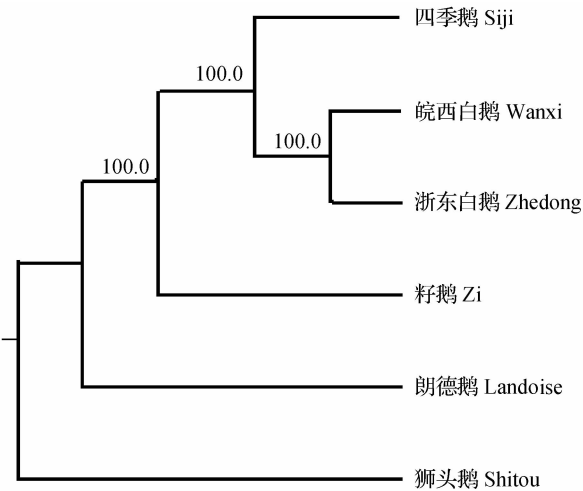 四季鹅 Siji
100.0
皖西白鹅 Wanxi
100.0
100.0
浙东白鹅 Zhedong
籽鹅 Zi
朗德鹅 Landoise
狮头鹅 Shitou